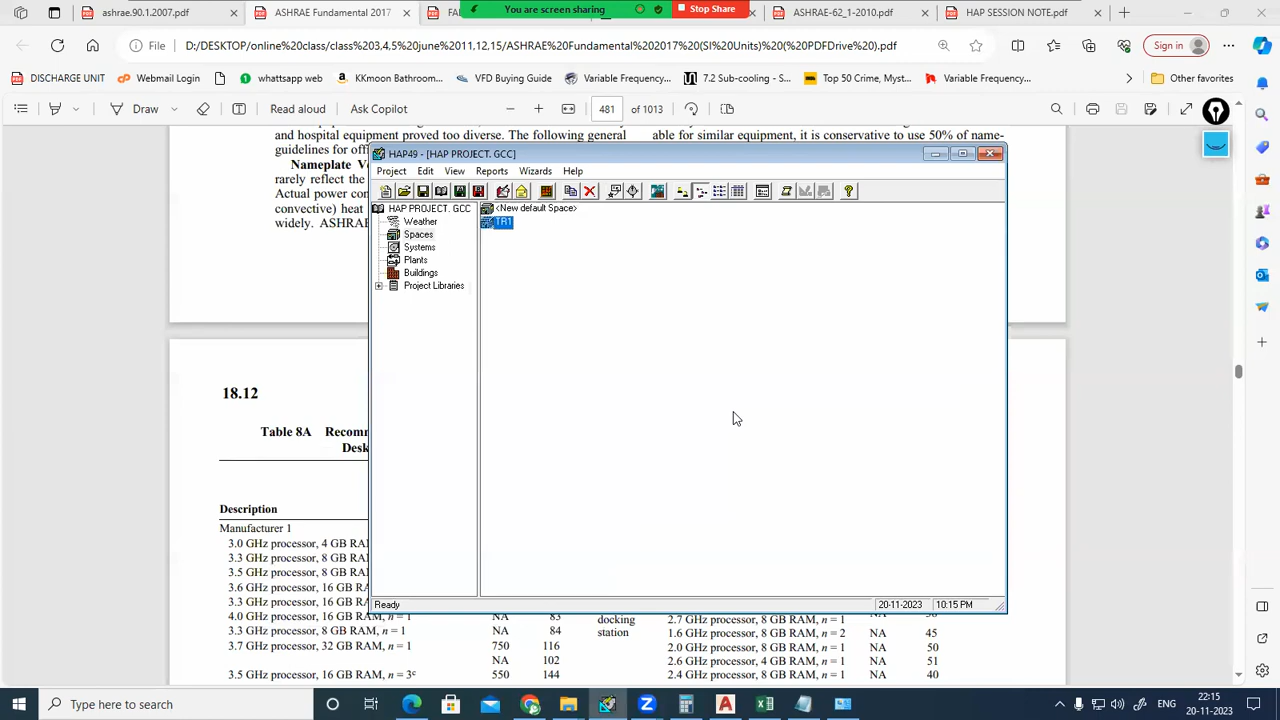 ashrae.90.1.2007.pdf
ASHRAE Fundamental 2017
You are screen sharing
Stop Share
ASHRAE-62_1-2010.pdf
HAP SESSION NOTE.pdf
File
D:/DESKTOP/online%20class/class%203,4,5%20june%2011.12.15/ASHRAE%20Fundamental%202017%20(SI%20Units)%20(%20PDFDrive%20).pdf
Sign in
DISCHARGE UNIT
Webmail Login
whattsapp web
KKmoon Bathroom...
VFD Buying Guide
Variable Frequency...
7.2 Sub-cooling - S...
Top 50 Crime, Myst...
Variable Frequency...
Other favorites
Draw
Read aloud
Ask Copilot
481
of 1013
and hospital equipment proved too diverse. The following general
guidelines for off
Nameplate Va
rarely reflect the
Actual power con
convective) heat
widely. ASHRAE
able for similar equipment, it is conservative to use 50% of name-
HAP49 - [HAP PROJECT. GCC]
Project Edit View Reports Wizards Help
HAP PROJECT. GCC
Weather
Spaces
Systems
Plants
Buildings
Project Libraries
<New default Space>
TR1
Ready
20-11-2023
10:15 PM
18.12
Table 8A Recomm
Desk
Description
Manufacturer 1
3.0 GHz processor, 4 GB RAM
3.3 GHz processor, 8 GB RAM
3.5 GHz processor, 8 GB RAM
3.6 GHz processor, 16 GB RAM
3.3 GHz processor, 16 GB RAM
4.0 GHz processor, 16 GB RAM, n = 1 NA 83
3.3 GHz processor, 8 GB RAM, n = 1 NA 84
3.7 GHz processor, 32 GB RAM, n = 1 750 116
NA 102
3.5 GHz processor, 16 GB RAM, n = 3c 550 144
docking
station
2.7 GHz processor, 8 GB RAM, n = 1 NA
1.6 GHz processor, 8 GB RAM, n = 2 NA 45
2.0 GHz processor, 8 GB RAM, n = 1 NA 50
2.6 GHz processor, 4 GB RAM, n = 1 NA 51
2.4 GHz processor, 8 GB RAM, n = 1 NA 40
Type here to search
ENG
22:15
20-11-2023